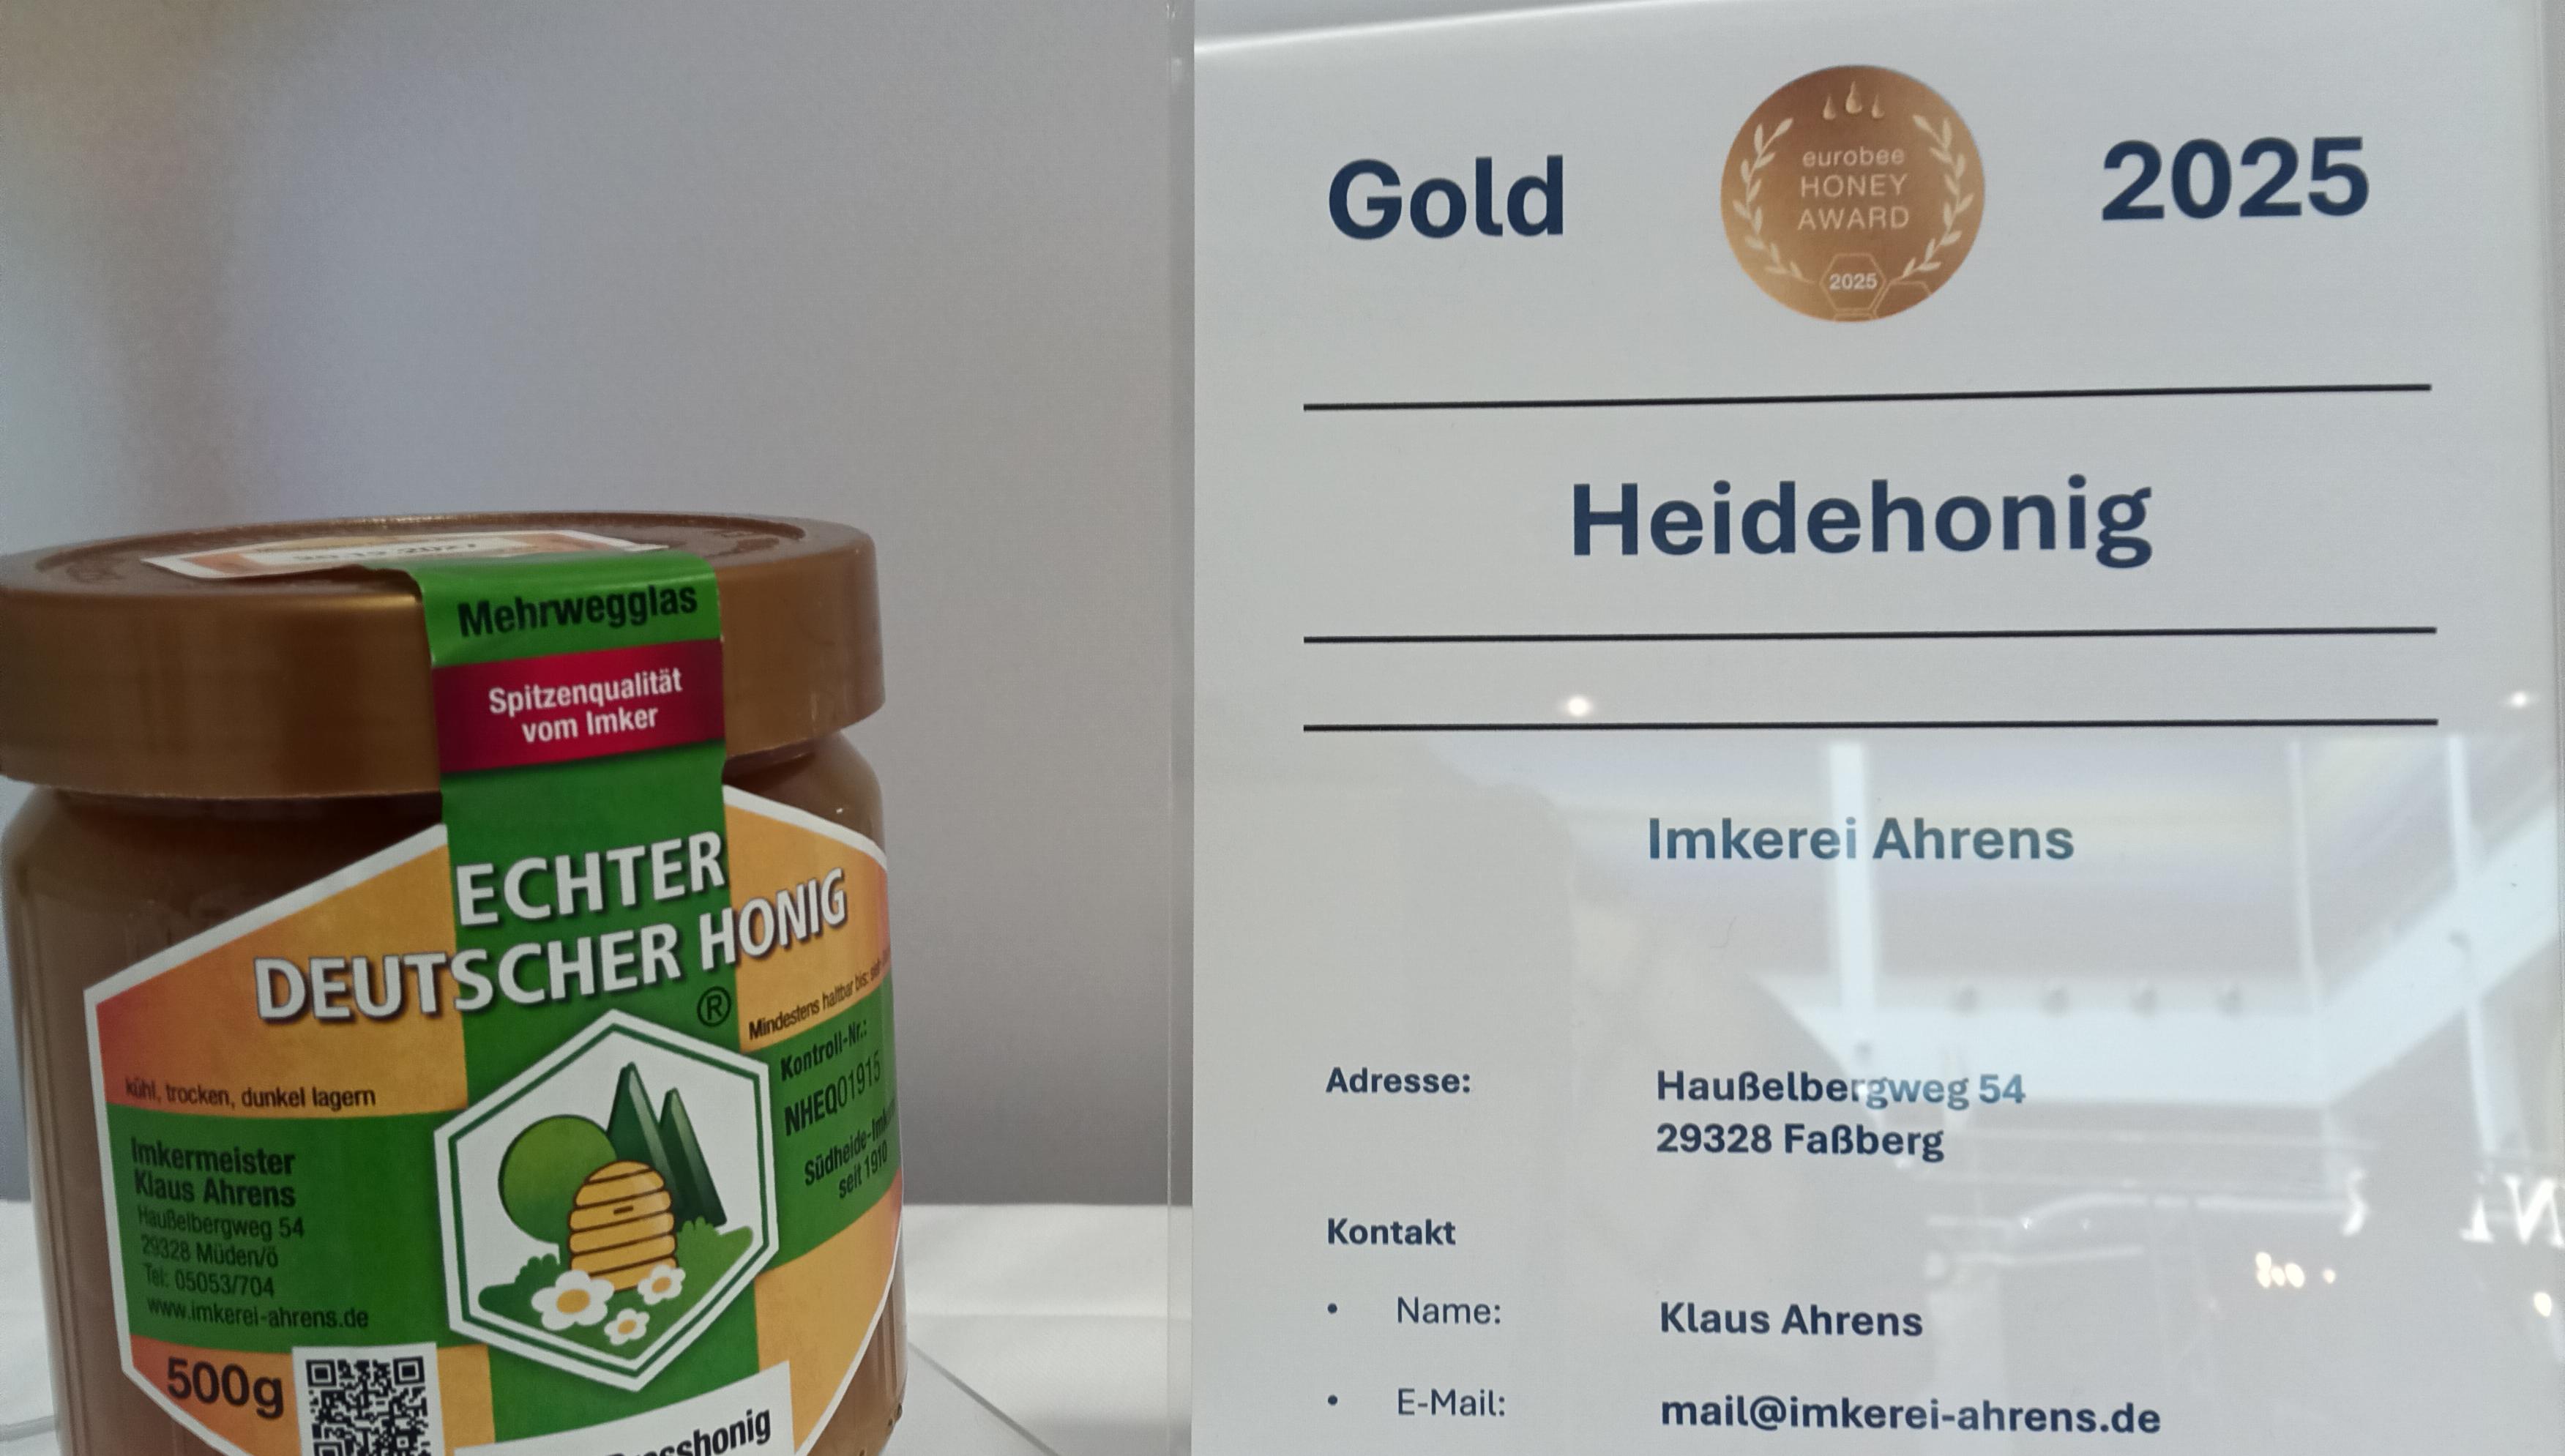 Mehrwegglas
Spitzenqualität
vom Imker
ECHTER
DEUTSCHER HONIG
®
Mindestens haltbar bis:
kühl, trocken, dunkel lagern
Kontroll-Nr.:
NHEQ01915
seit 1910
Imkermeister
Klaus Ahrens
Haußelbergweg 54
29328 Müden/ö
Tel: 05053/704
www.imkerei-ahrens.de
500g
Gold
eurobee
HONEY
AWARD
2025
2025
Heidehonig
Imkerei Ahrens
Adresse: Haußelbergweg 54
29328 Faßberg
Kontakt
• Name: Klaus Ahrens
• E-Mail: mail@imkerei-ahrens.de